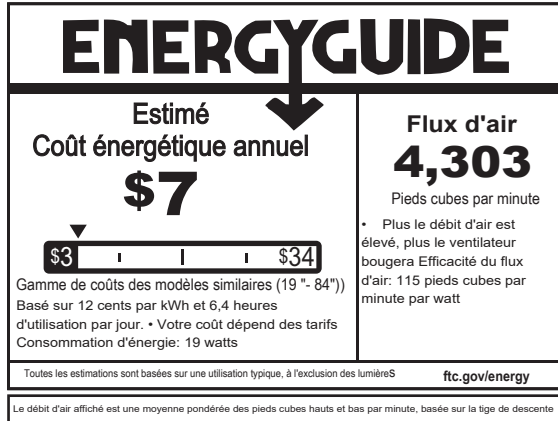 ENERGYGUIDE
Estimé
Coût énergétique annuel
$7
$3
$34
Gamme de coûts des modèles similaires (19 "- 84"))
Basé sur 12 cents par kWh et 6,4 heures
d'utilisation par jour. • Votre coût dépend des tarifs
Consommation d'énergie: 19 watts
Flux d'air
4,303
Pieds cubes par minute
• Plus le débit d'air est
élevé, plus le ventilateur
bougera Efficacité du flux
d'air: 115 pieds cubes par
minute par watt
Toutes les estimations sont basées sur une utilisation typique, à l'exclusion des lumièreS
ftc.gov/energy
Le débit d'air affiché est une moyenne pondérée des pieds cubes hauts et bas par minute, basée sur la tige de descente